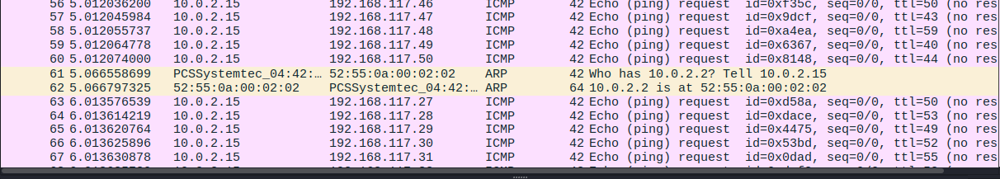 56 5.012036200 10.0.2.15 192.168.117.46 ICMP 42 Echo (ping) request id=0xf35c, seq=0/0, ttl=50 (no res
57 5.012045984 10.0.2.15 192.168.117.47 ICMP 42 Echo (ping) request id=0x9dcf, seq=0/0, ttl=43 (no res
58 5.012055737 10.0.2.15 192.168.117.48 ICMP 42 Echo (ping) request id=0xa4ea, seq=0/0, ttl=59 (no res
59 5.012064778 10.0.2.15 192.168.117.49 ICMP 42 Echo (ping) request id=0x6367, seq=0/0, ttl=40 (no res
60 5.012074000 10.0.2.15 192.168.117.50 ICMP 42 Echo (ping) request id=0x8148, seq=0/0, ttl=44 (no res
61 5.066558699 PCSSystemtec_04:42:… 52:55:0a:00:02:02 ARP 42 Who has 10.0.2.2? Tell 10.0.2.15
62 5.066797325 52:55:0a:00:02:02 PCSSystemtec_04:42:… ARP 64 10.0.2.2 is at 52:55:0a:00:02:02
63 6.013576539 10.0.2.15 192.168.117.27 ICMP 42 Echo (ping) request id=0xd58a, seq=0/0, ttl=50 (no res
64 6.013614219 10.0.2.15 192.168.117.28 ICMP 42 Echo (ping) request id=0xdace, seq=0/0, ttl=53 (no res
65 6.013620764 10.0.2.15 192.168.117.29 ICMP 42 Echo (ping) request id=0x4475, seq=0/0, ttl=49 (no res
66 6.013625896 10.0.2.15 192.168.117.30 ICMP 42 Echo (ping) request id=0x53bd, seq=0/0, ttl=52 (no res
67 6.013630878 10.0.2.15 192.168.117.31 ICMP 42 Echo (ping) request id=0x0dad, seq=0/0, ttl=55 (no res